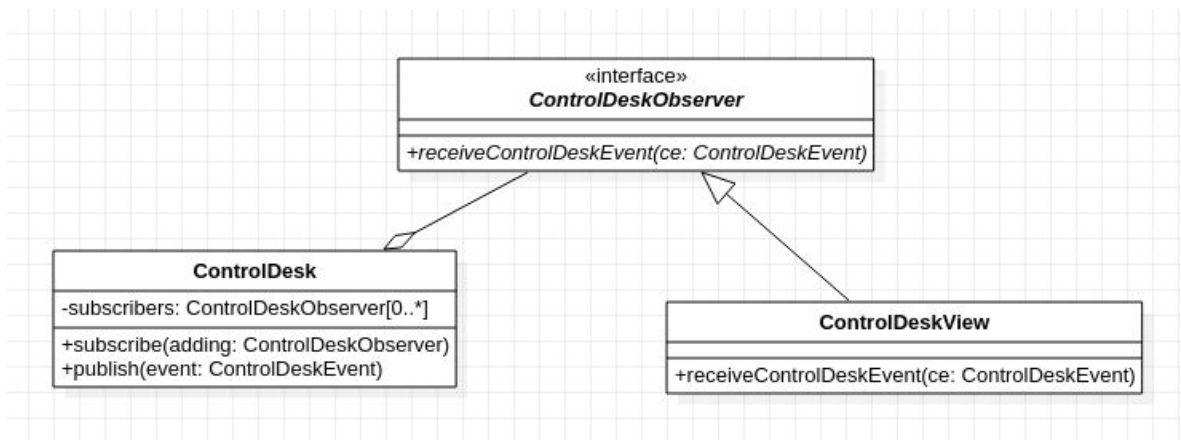 «interface»
ControlDeskObserver
+receiveControlDeskEvent(ce: ControlDeskEvent)
ControlDesk
-subscribers: ControlDeskObserver[0..*]
+subscribe(adding: ControlDeskObserver)
+publish(event: ControlDeskEvent)
ControlDeskView
+receiveControlDeskEvent(ce: ControlDeskEvent)